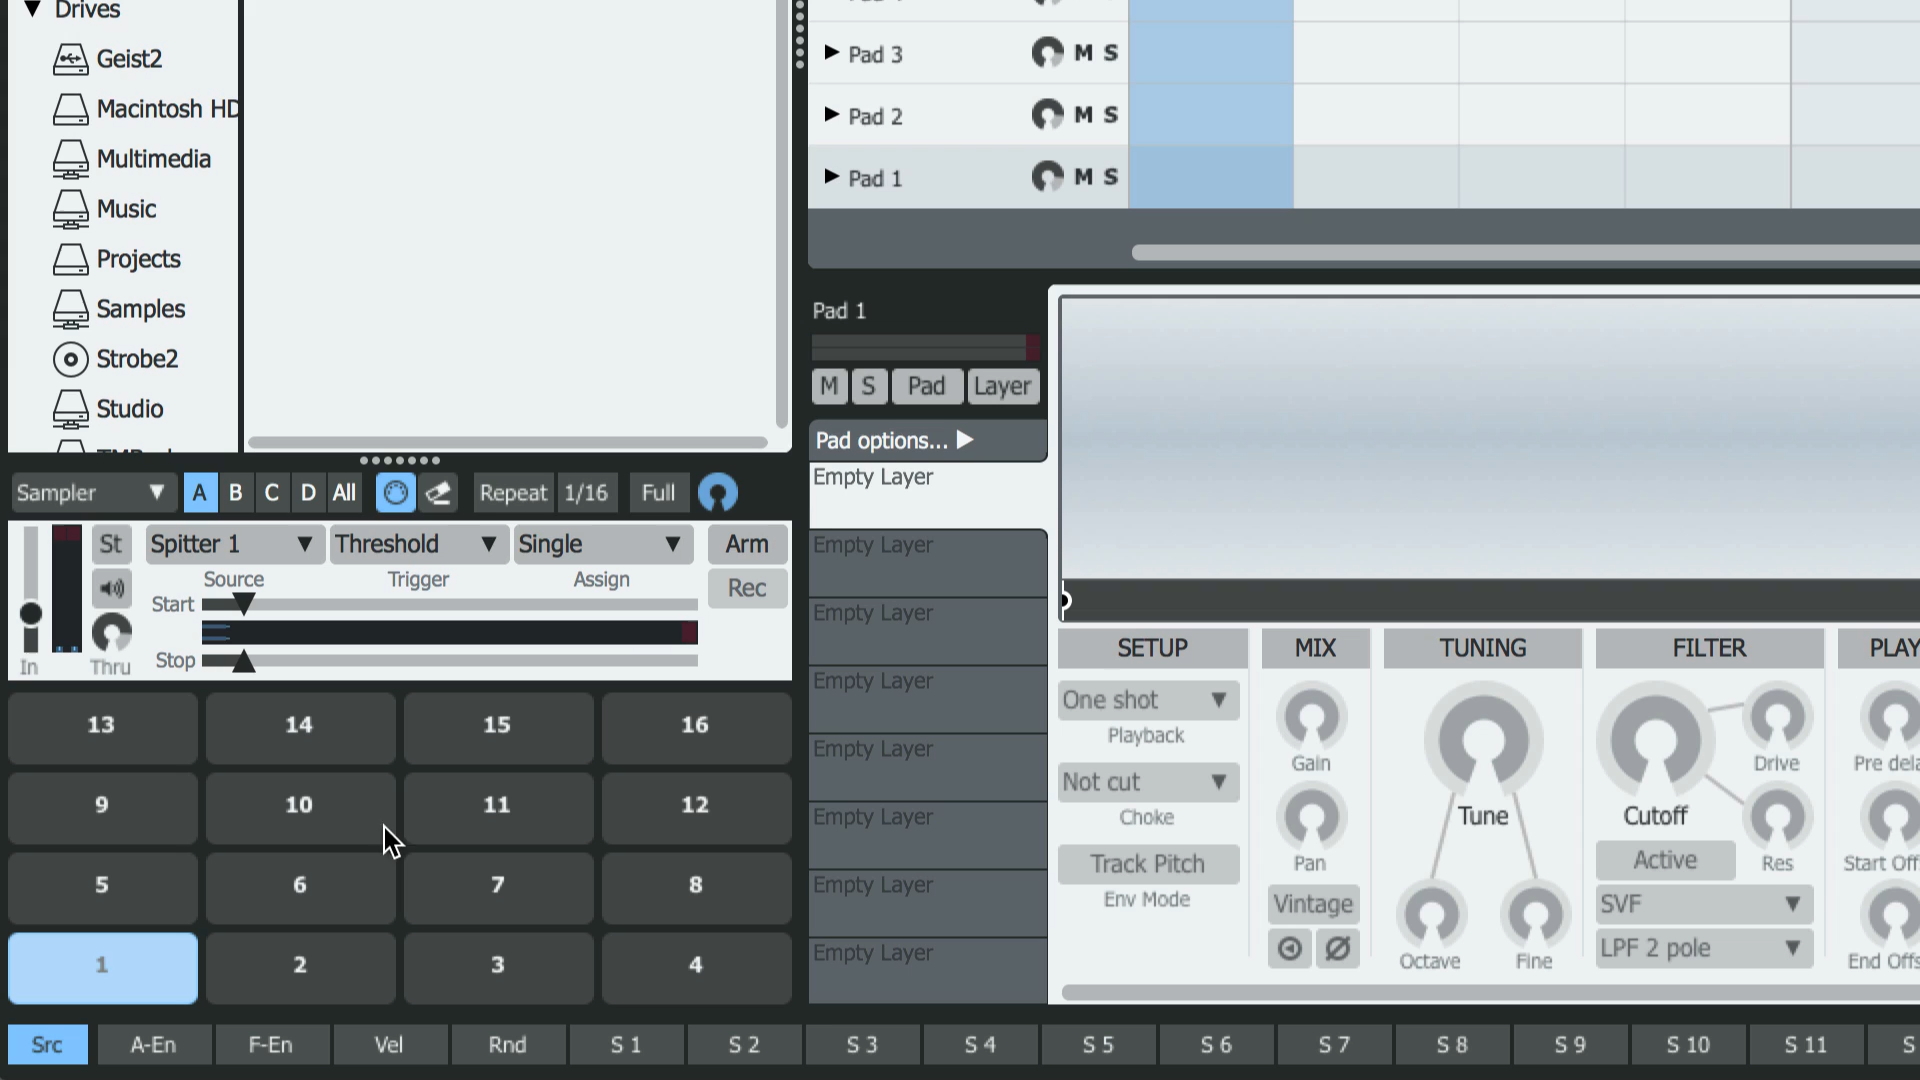 Drives
Geist2
Macintosh HD
Multimedia
Music
Projects
Samples
Strobe2
Studio
Pad 3 M S
Pad 2 M S
Pad 1 M S
Pad 1
M S Pad Layer
Pad options...
Empty Layer
Empty Layer
Empty Layer
Empty Layer
Empty Layer
Empty Layer
Empty Layer
Empty Layer
Sampler A B C D All Repeat 1/16 Full
St Spitter 1 Threshold Single Arm
Source Trigger Assign Rec
Start
Stop
In Thru
13 14 15 16
9 10 11 12
5 6 7 8
1 2 3 4
SETUP MIX TUNING FILTER PLAY
One shot
Playback
Not cut
Choke
Track Pitch
Env Mode
Gain
Pan
Vintage
Tune
Octave Fine
Cutoff
Drive
Res
Active
SVF
LPF 2 pole
Pre dela
Start Off
End Offs
Src A-En F-En Vel Rnd S 1 S 2 S 3 S 4 S 5 S 6 S 7 S 8 S 9 S 10 S 11 S